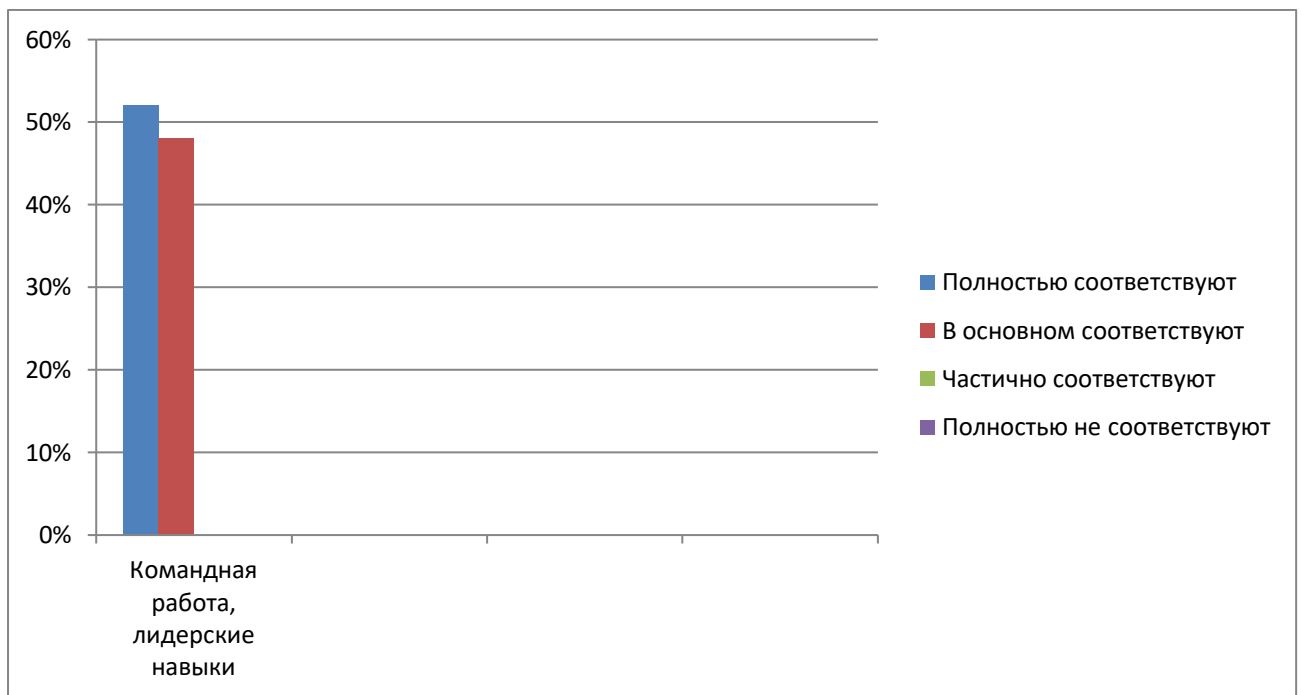 60%
50%
40%
30%
20%
10%
0%
Командная
работа,
лидерские
навыки
Полностью соответствуют
В основном соответствуют
Частично соответствуют
Полностью не соответствуют